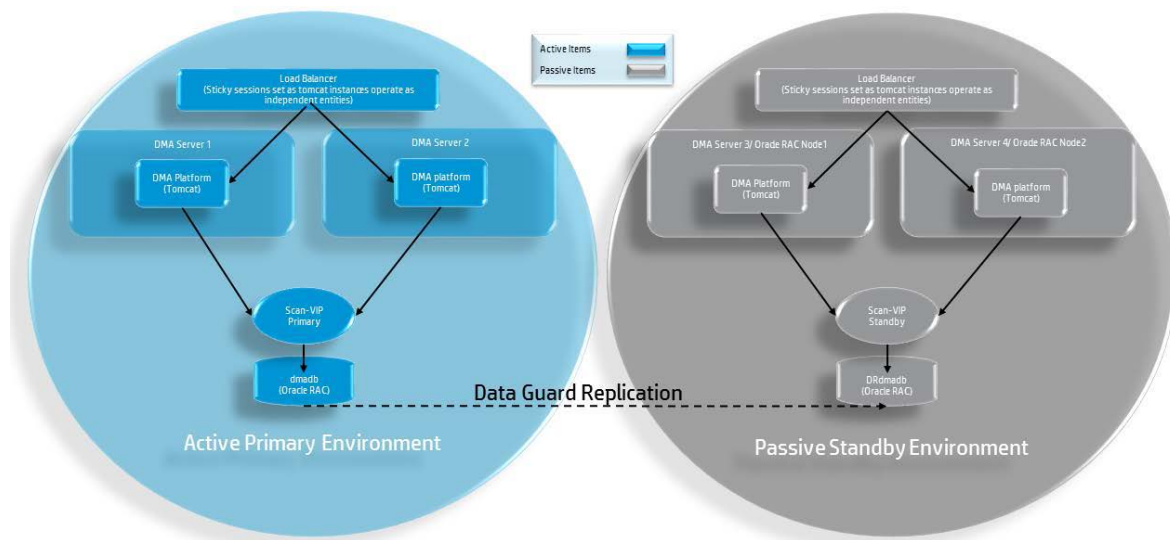 Active Items
Passive Items
Load Balancer
(Sticky sessions set as tomcat instances operate as
independent entities)
DMA Server 1
DMA Platform
(Tomcat)
DMA Server 2
DMA platform
(Tomcat)
Scan-VIP
Primary
dmadb
(Oracle RAC)
Active Primary Environment
Data Guard Replication
Load Balancer
(Sticky sessions set as tomcat instances operate as
independent entities)
DMA Server 3/ Oracle RAC Node1
DMA Platform
(Tomcat)
DMA Server 4/ Oracle RAC Node2
DMA platform
(Tomcat)
Scan-VIP
Standby
DRdmadb
(Oracle RAC)
Passive Standby Environment